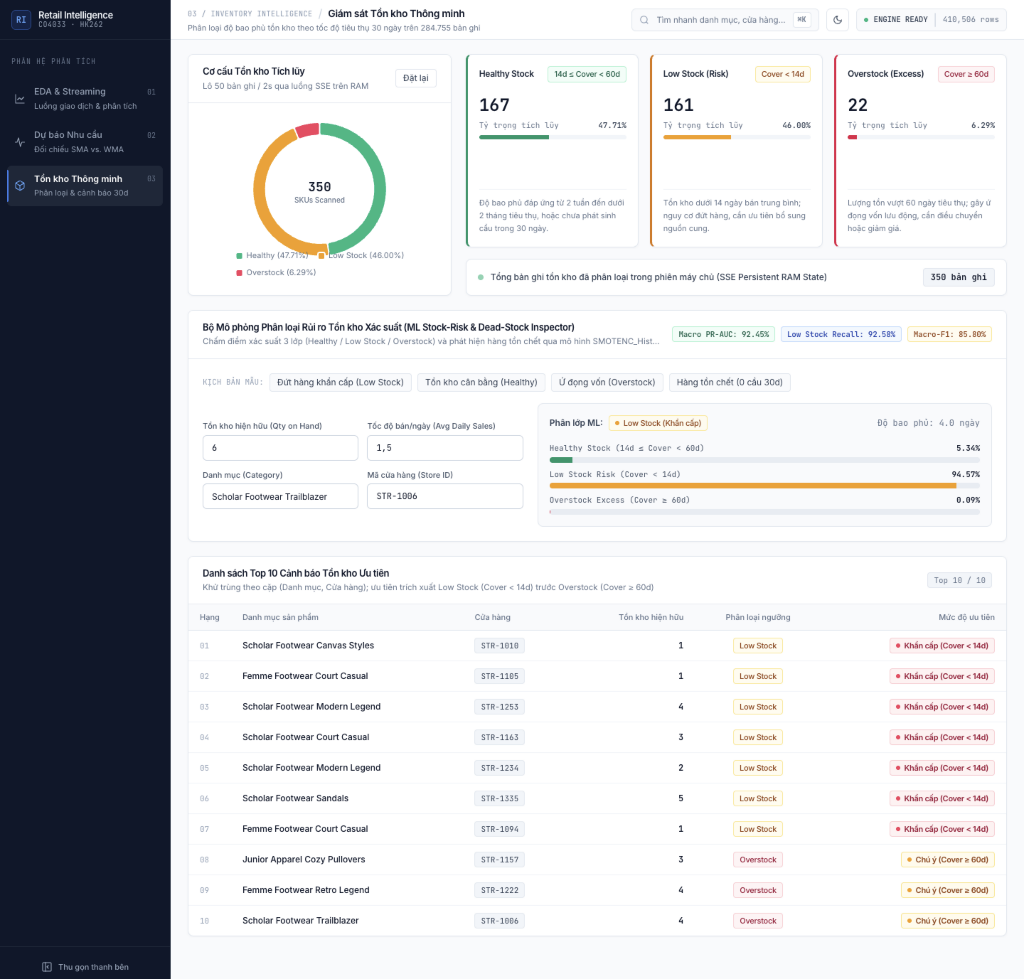 RI
Retail Intelligence
CO4033 · HK262
PHÂN HỆ PHÂN TÍCH
EDA & Streaming 01
Luồng giao dịch & phân tích
Dự báo Nhu cầu 02
Đối chiếu SMA vs. WMA
Tồn kho Thông minh 03
Phân loại & cảnh báo 30d
Thu gọn thanh bên
03 / INVENTORY INTELLIGENCE / Giám sát Tồn kho Thông minh
Phân loại độ bao phủ tồn kho theo tốc độ tiêu thụ 30 ngày trên 284.755 bản ghi
Tìm nhanh danh mục, cửa hàng... ⌘K
ENGINE READY 410,506 rows
Cơ cấu Tồn kho Tích lũy
Lô 50 bản ghi / 2s qua luồng SSE trên RAM
Đặt lại
350
SKUs Scanned
Healthy (47.71%) Low Stock (46.00%)
Overstock (6.29%)
Healthy Stock 14d ≤ Cover < 60d
167
Tỷ trọng tích lũy 47.71%
Độ bao phủ đáp ứng từ 2 tuần đến dưới
2 tháng tiêu thụ, hoặc chưa phát sinh
cầu trong 30 ngày.
Low Stock (Risk) Cover < 14d
161
Tỷ trọng tích lũy 46.00%
Tồn kho dưới 14 ngày bán trung bình;
nguy cơ đứt hàng, cần ưu tiên bổ sung
nguồn cung.
Overstock (Excess) Cover ≥ 60d
22
Tỷ trọng tích lũy 6.29%
Lượng tồn vượt 60 ngày tiêu thụ; gây ứ
đọng vốn lưu động, cần điều chuyển
hoặc giảm giá.
Tổng bản ghi tồn kho đã phân loại trong phiên máy chủ (SSE Persistent RAM State) 350 bản ghi
Bộ Mô phỏng Phân loại Rủi ro Tồn kho Xác suất (ML Stock-Risk & Dead-Stock Inspector)
Chấm điểm xác suất 3 lớp (Healthy / Low Stock / Overstock) và phát hiện hàng tồn chết qua mô hình SMOTENC_Hist...
Macro PR-AUC: 92.45% Low Stock Recall: 92.58% Macro-F1: 85.80%
KỊCH BẢN MẪU: Đứt hàng khẩn cấp (Low Stock) Tồn kho cân bằng (Healthy) Ứ đọng vốn (Overstock) Hàng tồn chết (0 cầu 30d)
Tồn kho hiện hữu (Qty on Hand) Tốc độ bán/ngày (Avg Daily Sales)
6 1,5
Danh mục (Category) Mã cửa hàng (Store ID)
Scholar Footwear Trailblazer STR-1006
Phân lớp ML: Low Stock (Khẩn cấp) Độ bao phủ: 4.0 ngày
Healthy Stock (14d ≤ Cover < 60d) 5.34%
Low Stock Risk (Cover < 14d) 94.57%
Overstock Excess (Cover ≥ 60d) 0.09%
Danh sách Top 10 Cảnh báo Tồn kho Ưu tiên
Khử trùng theo cặp (Danh mục, Cửa hàng); ưu tiên trích xuất Low Stock (Cover < 14d) trước Overstock (Cover ≥ 60d)
Top 10 / 10
Hạng Danh mục sản phẩm Cửa hàng Tồn kho hiện hữu Phân loại ngưỡng Mức độ ưu tiên
01 Scholar Footwear Canvas Styles STR-1010 1 Low Stock Khẩn cấp (Cover < 14d)
02 Femme Footwear Court Casual STR-1105 1 Low Stock Khẩn cấp (Cover < 14d)
03 Scholar Footwear Modern Legend STR-1253 4 Low Stock Khẩn cấp (Cover < 14d)
04 Scholar Footwear Court Casual STR-1163 3 Low Stock Khẩn cấp (Cover < 14d)
05 Scholar Footwear Modern Legend STR-1234 2 Low Stock Khẩn cấp (Cover < 14d)
06 Scholar Footwear Sandals STR-1335 5 Low Stock Khẩn cấp (Cover < 14d)
07 Femme Footwear Court Casual STR-1094 1 Low Stock Khẩn cấp (Cover < 14d)
08 Junior Apparel Cozy Pullovers STR-1157 3 Overstock Chú ý (Cover ≥ 60d)
09 Femme Footwear Retro Legend STR-1222 4 Overstock Chú ý (Cover ≥ 60d)
10 Scholar Footwear Trailblazer STR-1006 4 Overstock Chú ý (Cover ≥ 60d)